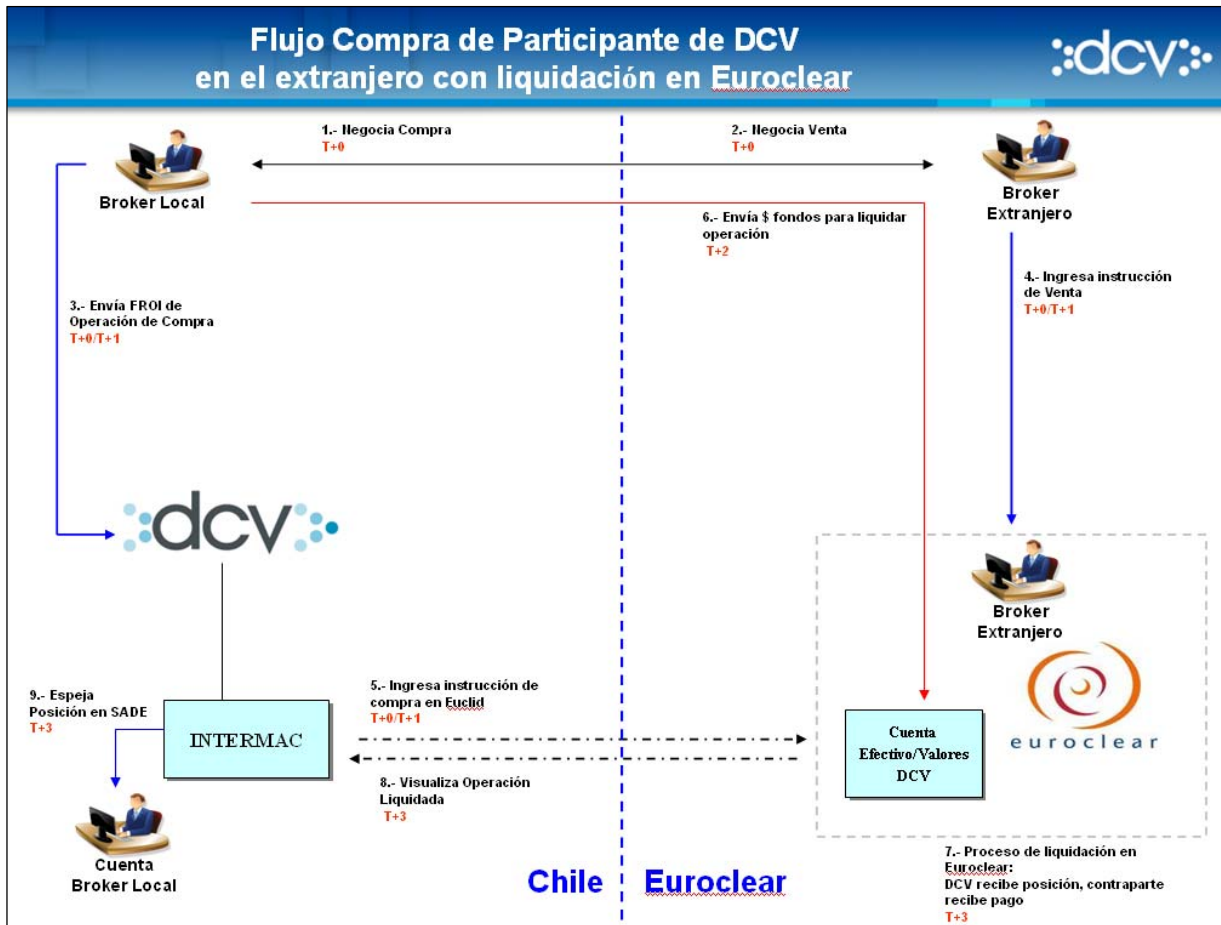 Flujo Compra de Participante de DCV
en el extranjero con liquidación en Euroclear
dcv
1.- Negocia Compra
T+0
2.- Negocia Venta
T+0
Broker Local
Broker
Extranjero
6.- Envía $ fondos para liquidar
operación
T+2
3.- Envía FROI de
Operación de Compra
T+0/T+1
4.- Ingresa instrucción
de Venta
T+0/T+1
dcv
Broker
Extranjero
euroclear
9.- Espeja
Posición en SADE
T+3
INTERMAC
5.- Ingresa instrucción de
compra en Euclid
T+0/T+1
8.- Visualiza Operación
Liquidada
T+3
Cuenta
Efectivo/Valores
DCV
Cuenta
Broker Local
Chile
Euroclear
7.- Proceso de liquidación en
Euroclear:
DCV recibe posición, contraparte
recibe pago
T+3